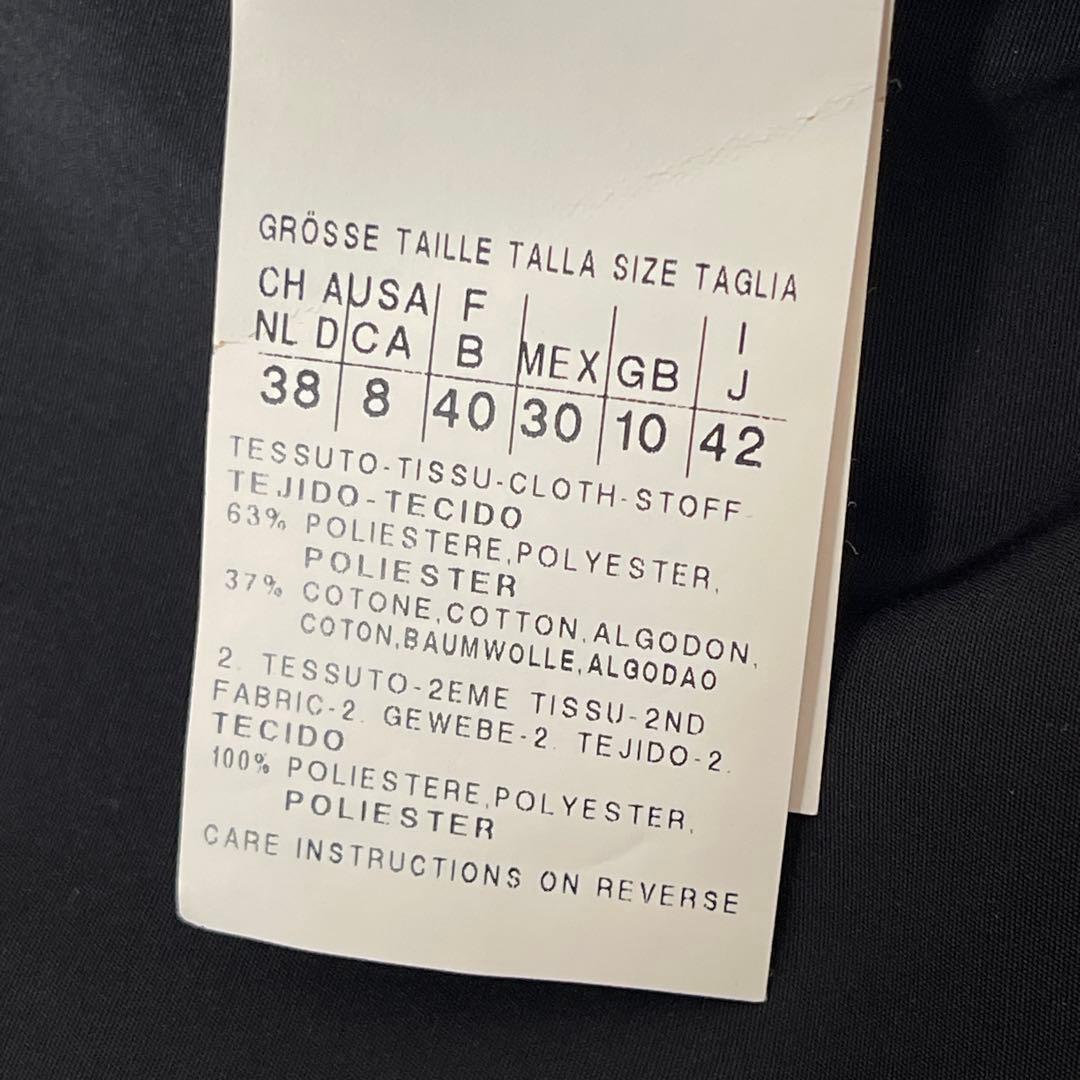 GRÖSSE TAILLE TALLA SIZE TAGLIA
CH A USA F I
NL D CA B MEX GB J
38 8 40 30 10 42
TESSUTO-TISSU-CLOTH-STOFF
TEJIDO-TECIDO
63% POLIESTERE,POLYESTER,
POLIESTER
37% COTONE,COTTON,ALGODON,
COTON,BAUMWOLLE,ALGODAO
2. TESSUTO-2EME TISSU-2ND
FABRIC-2. GEWEBE-2. TEJIDO-2.
TECIDO
100% POLIESTERE,POLYESTER,
POLIESTER
CARE INSTRUCTIONS ON REVERSE